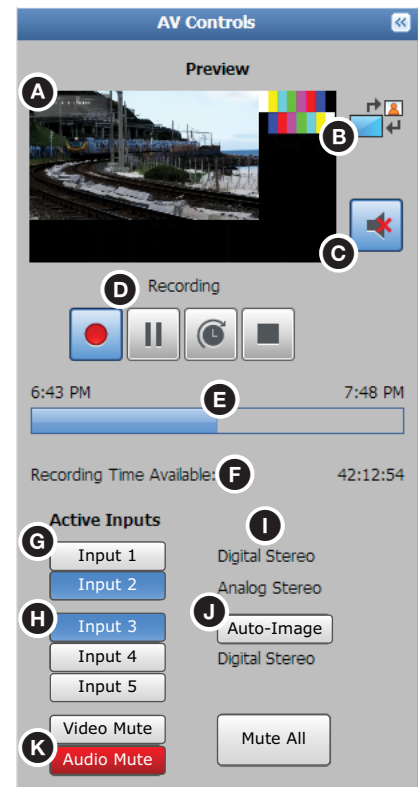 AV Controls
Preview
A
B
C
D
Recording
6:43 PM
E
7:48 PM
Recording Time Available:
F
42:12:54
Active Inputs
I
G
Input 1
Digital Stereo
Input 2
Analog Stereo
H
Input 3
J
Auto-Image
Input 4
Digital Stereo
Input 5
Video Mute
K
Audio Mute
Mute All